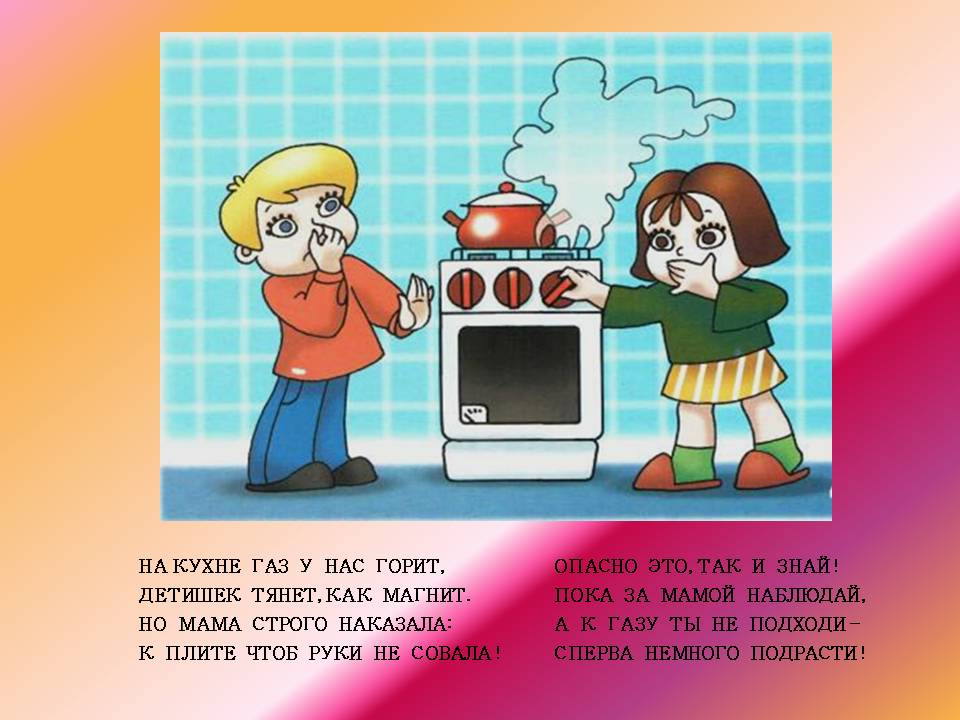 НА КУХНЕ ГАЗ У НАС ГОРИТ,
ДЕТИШЕК ТЯНЕТ,КАК МАГНИТ.
НО МАМА СТРОГО НАКАЗАЛА:
К ПЛИТЕ ЧТОБ РУКИ НЕ СОВАЛА!
ОПАСНО ЭТО,ТАК И ЗНАЙ!
ПОКА ЗА МАМОЙ НАБЛЮДАЙ,
А К ГАЗУ ТЫ НЕ ПОДХОДИ-
СПЕРВА НЕМНОГО ПОДРАСТИ!